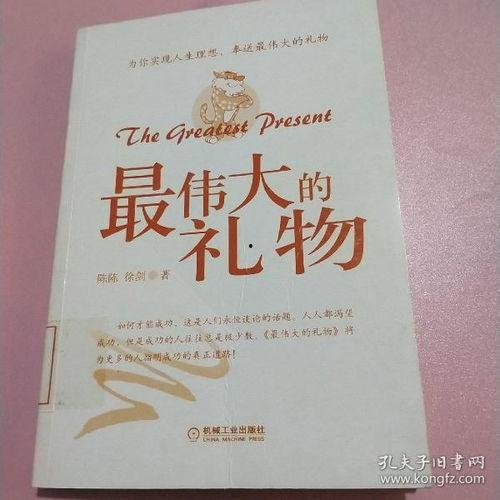 为你实现人生理想，奉送最伟大的礼物
The Greatest Present
最伟大的
礼物
陈陈 徐剑 著
如何才能成功，这是人们永恒谈论的话题。人人都渴望
成功，但是成功的人往往总是极少数。《最伟大的礼物》将
为更多的人指明成功的真正道路！
机械工业出版社
CHINA MACHINE PRESS
孔夫子旧书网
www.kongfz.com